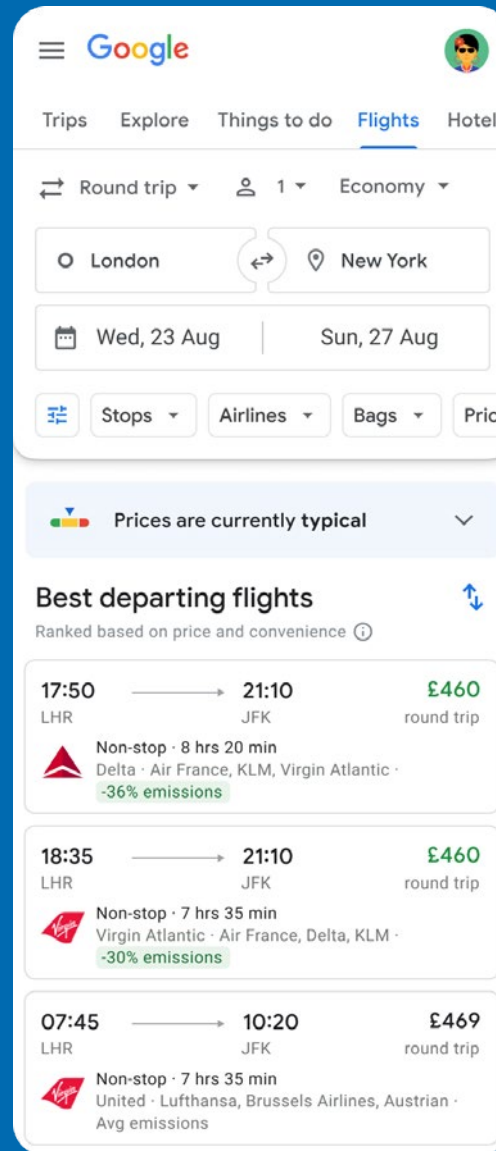 Google
Trips Explore Things to do Flights Hotel
Round trip 1 Economy
London New York
Wed, 23 Aug Sun, 27 Aug
Stops Airlines Bags Pric
Prices are currently typical
Best departing flights
Ranked based on price and convenience
17:50 21:10 £460
LHR JFK round trip
Non-stop · 8 hrs 20 min
Delta · Air France, KLM, Virgin Atlantic ·
-36% emissions
18:35 21:10 £460
LHR JFK round trip
Non-stop · 7 hrs 35 min
Virgin
Virgin Atlantic · Air France, Delta, KLM ·
-30% emissions
07:45 10:20 £469
LHR JFK round trip
Non-stop · 7 hrs 35 min
Virgin
United · Lufthansa, Brussels Airlines, Austrian ·
Avg emissions